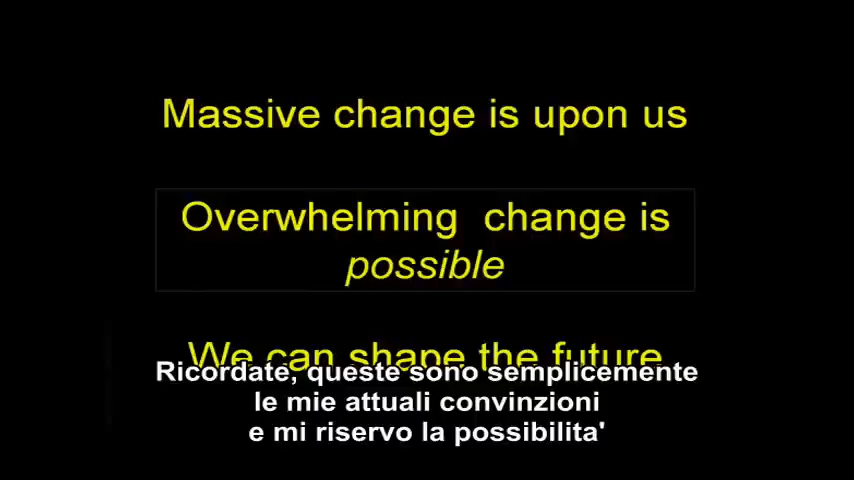 Massive change is upon us
Overwhelming change is
possible
We can shape the future
Ricordate, queste sono semplicemente
le mie attuali convinzioni
e mi riservo la possibilita'